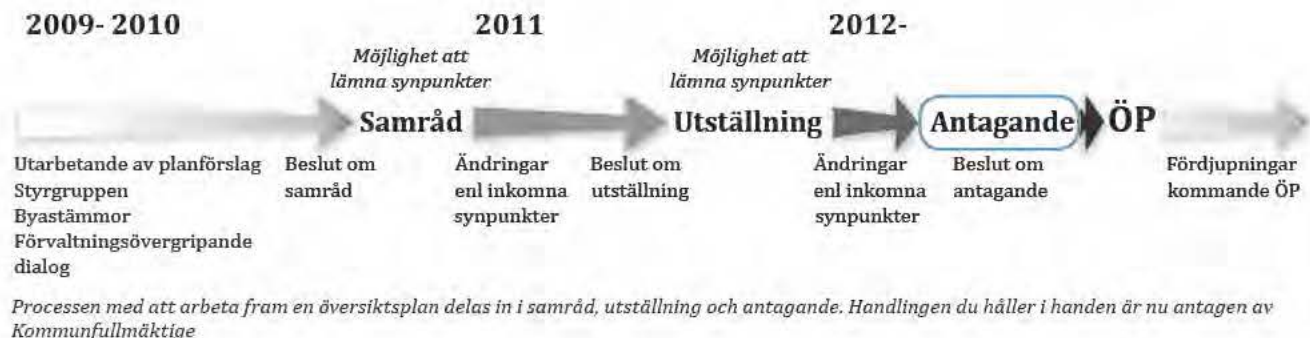 2009- 2010
2011
2012-
Möjlighet att
lämna synpunkter
Möjlighet att
lämna synpunkter
Samråd
Utställning
Antagande
ÖP
Utarbetande av planförslag
Styrgruppen
Byastämmor
Förvaltningsövergripande
dialog
Beslut om
samråd
Ändringar
enl inkomna
synpunkter
Beslut om
utställning
Ändringar
enl inkomna
synpunkter
Beslut om
antagande
Fördjupningar
kommande ÖP
Processen med att arbeta fram en översiktsplan delas in i samråd, utställning och antagande. Handlingen du håller i handen är nu antagen av
Kommunfullmäktige